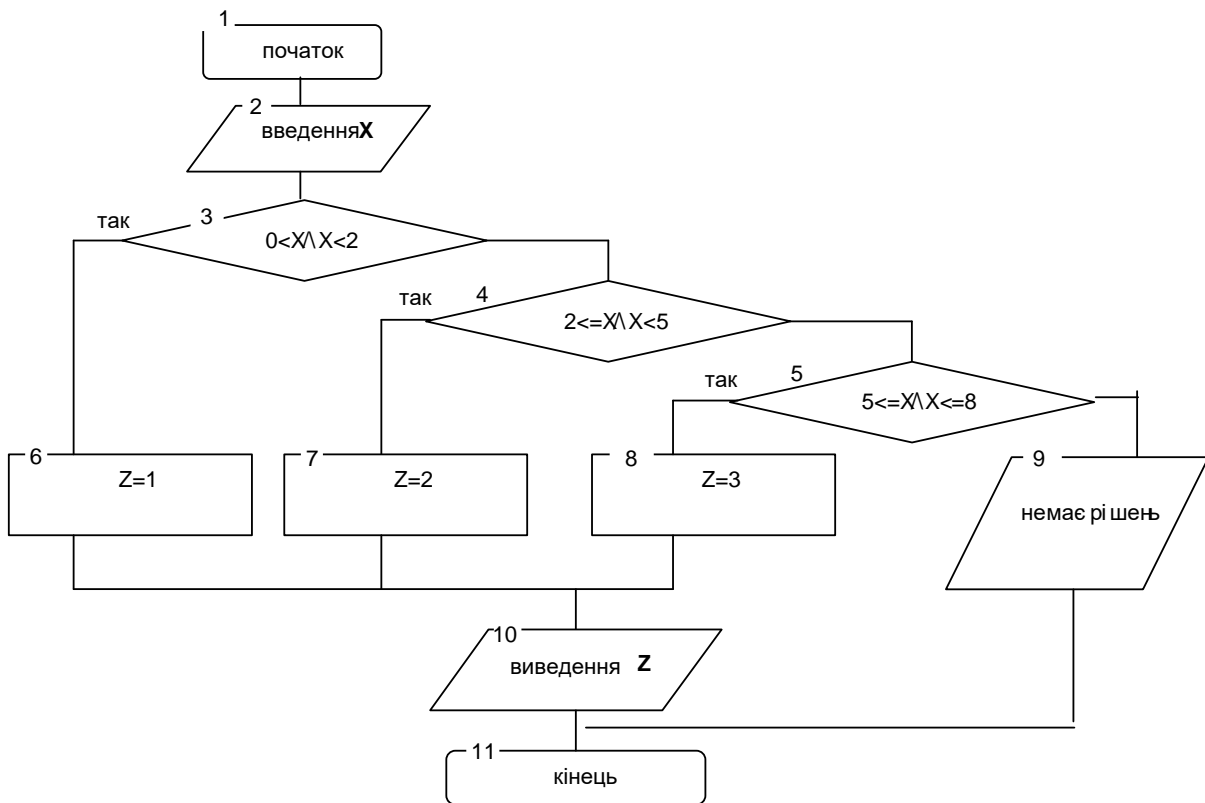 1
початок
2
введення X
так
3
0<X/\X<2
так
4
2<=X/\X<5
так
5
5<=X/\X<=8
6
Z=1
7
Z=2
8
Z=3
9
немає рішень
10
виведення Z
11
кінець